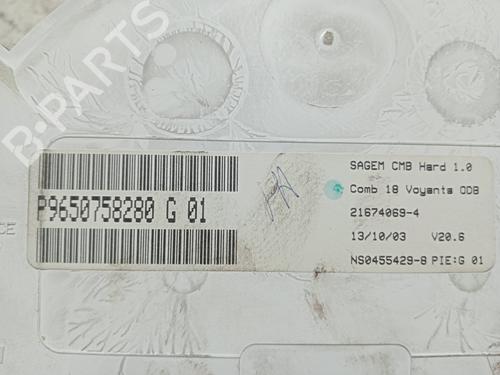 B-PARTS
P9650758280 G 01
SAGEM CMB Hard 1.0
Comb 18 Voyants ODB
21674069-4
13/10/03 V20.6
NS0455429-8 PIE:G 01